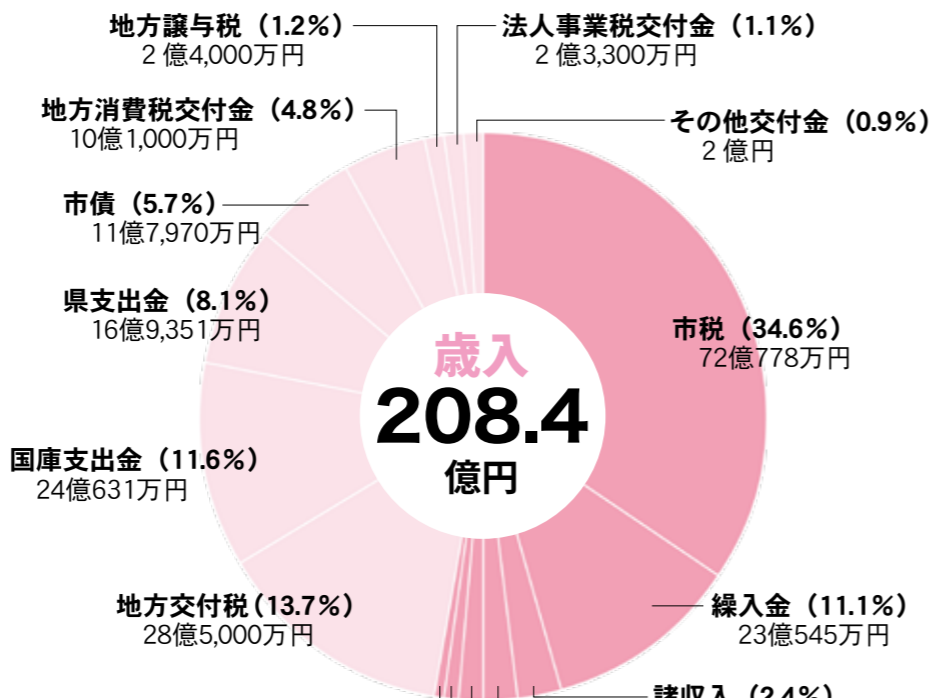 地方譲与税（1.2%）
2億4,000万円
法人事業税交付金（1.1%）
2億3,300万円
地方消費税交付金（4.8%）
10億1,000万円
その他交付金（0.9%）
2億円
市債（5.7%）
11億7,970万円
県支出金（8.1%）
16億9,351万円
市税（34.6%）
72億778万円
歳入
208.4
億円
国庫支出金（11.6%）
24億631万円
地方交付税（13.7%）
28億5,000万円
繰入金（11.1%）
23億545万円
諸収入（2.4%）